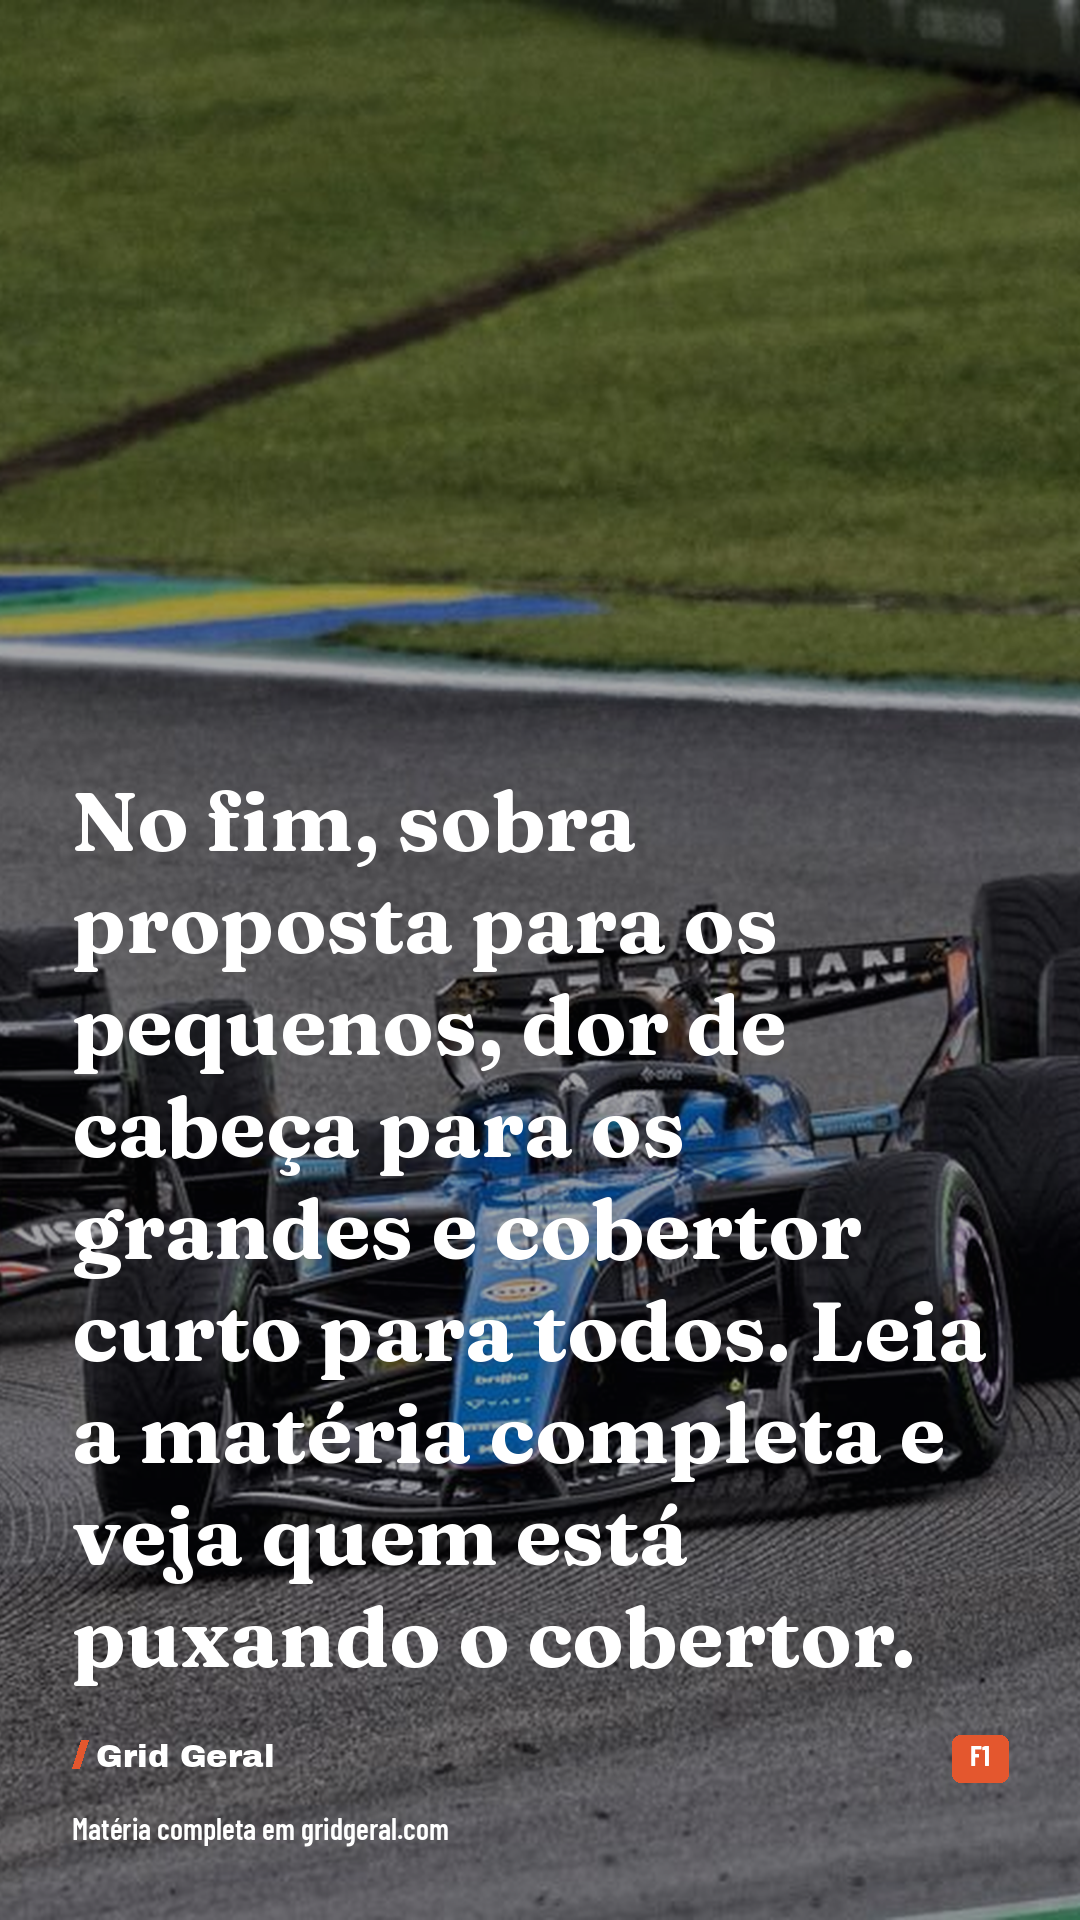 No fim, sobra
proposta para os
pequenos, dor de
cabeça para os
grandes e cobertor
curto para todos. Leia
a matéria completa e
veja quem está
puxando o cobertor.
Grid Geral
F1
Matéria completa em gridgeral.com